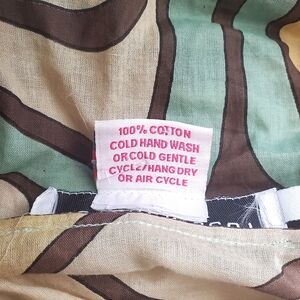 100% COTTON
COLD HAND WASH
OR COLD GENTLE
CYCLE/HANG DRY
OR AIR CYCLE